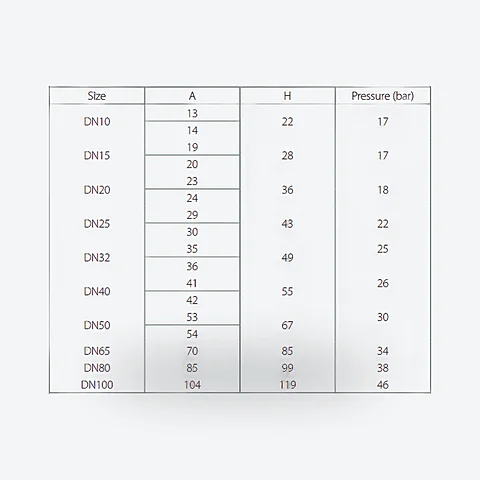 Size A H Pressure (bar)
13
DN10 22 17
14
19
DN15 28 17
20
23
DN20 36 18
24
29
DN25 43 22
30
35 25
DN32 49
36
41 26
DN40 55
42
53 30
DN50 67
54
DN65 70 85 34
DN80 85 99 38
DN100 104 119 46